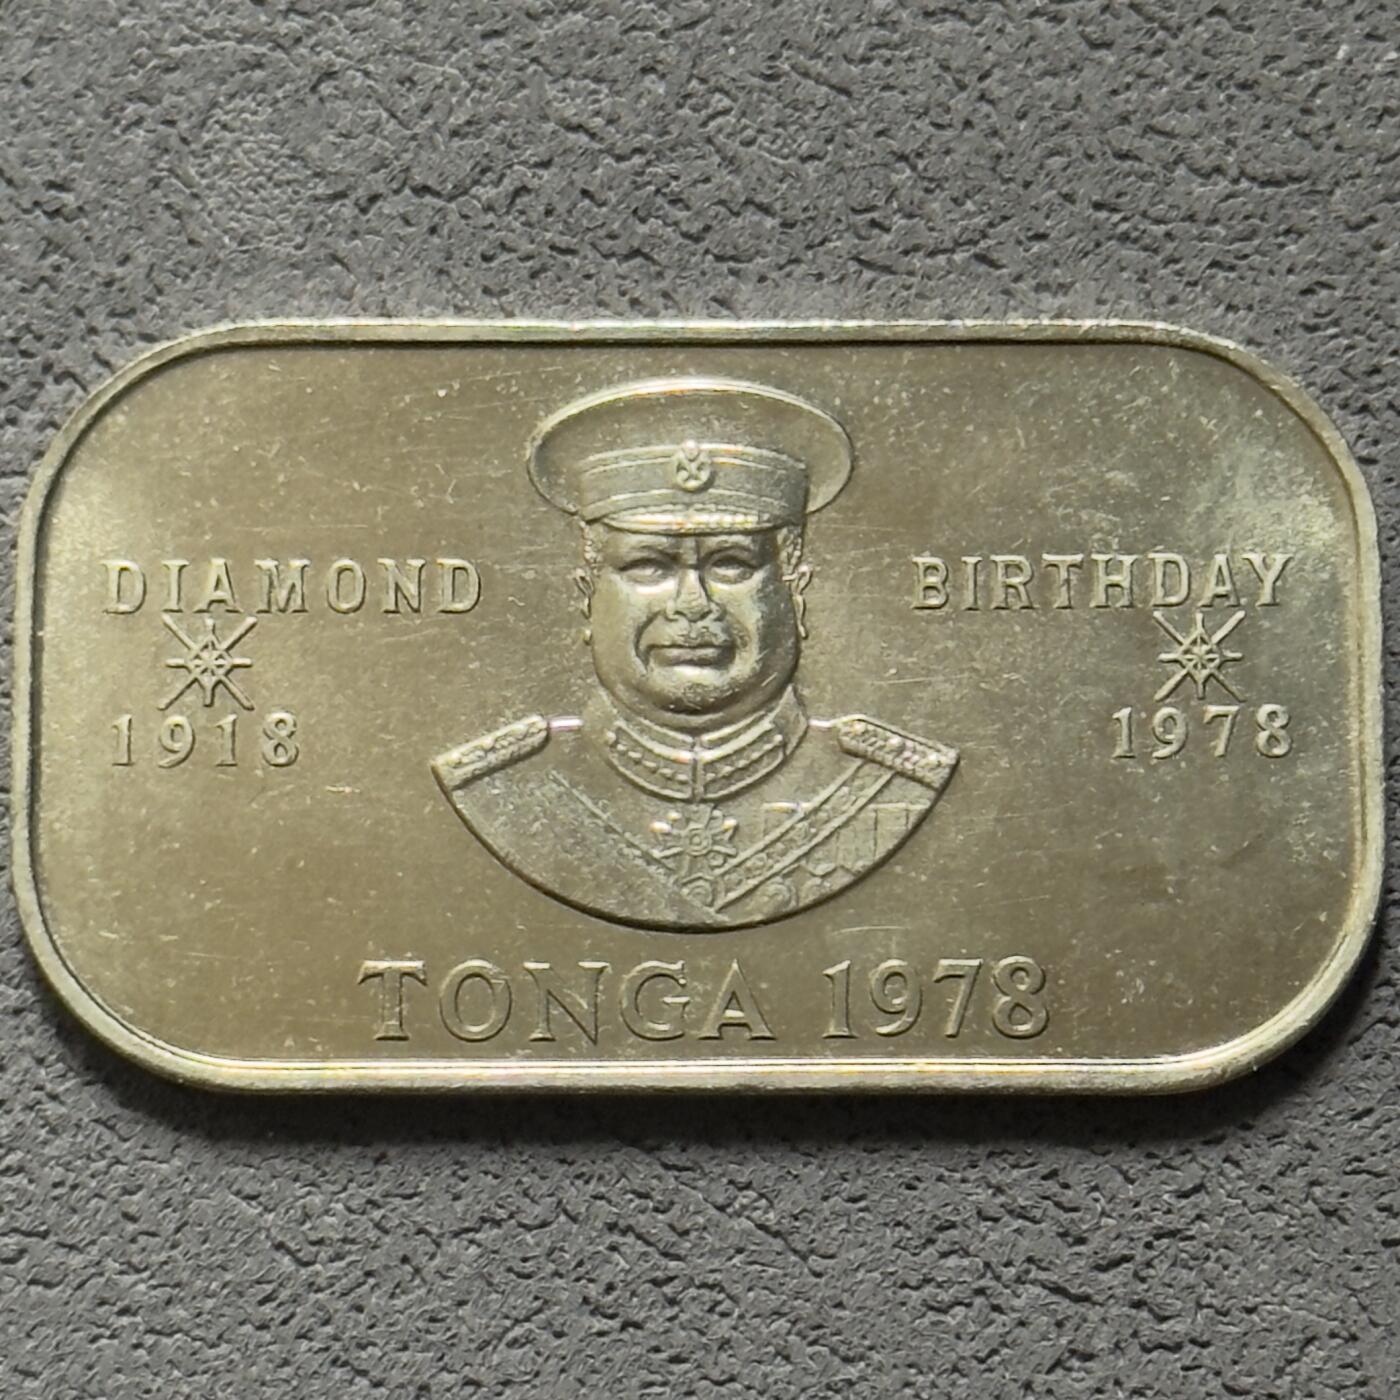 DIAMOND BIRTHDAY
1918 1978
TONGA 1978